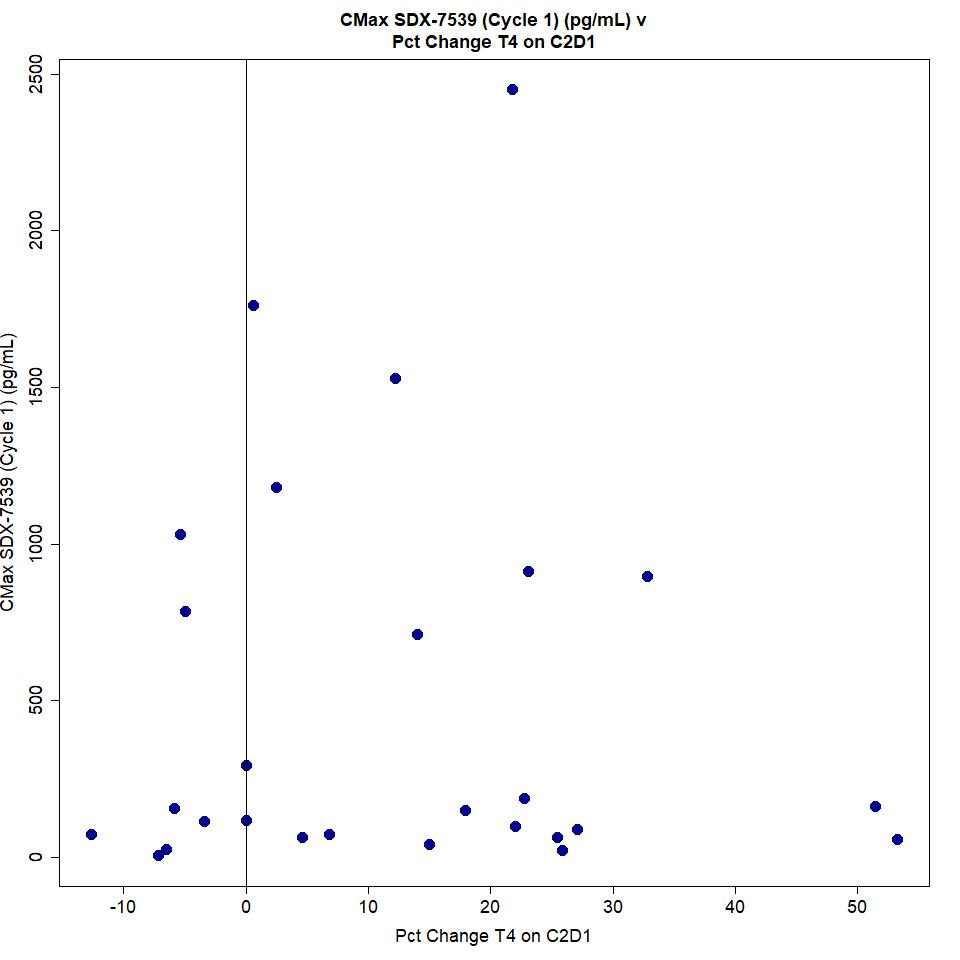 CMax SDX-7539 (Cycle 1) (pg/mL) v
Pct Change T4 on C2D1
CMax SDX-7539 (Cycle 1) (pg/mL)
2500
2000
1500
1000
500
0
-10 0 10 20 30 40 50
Pct Change T4 on C2D1